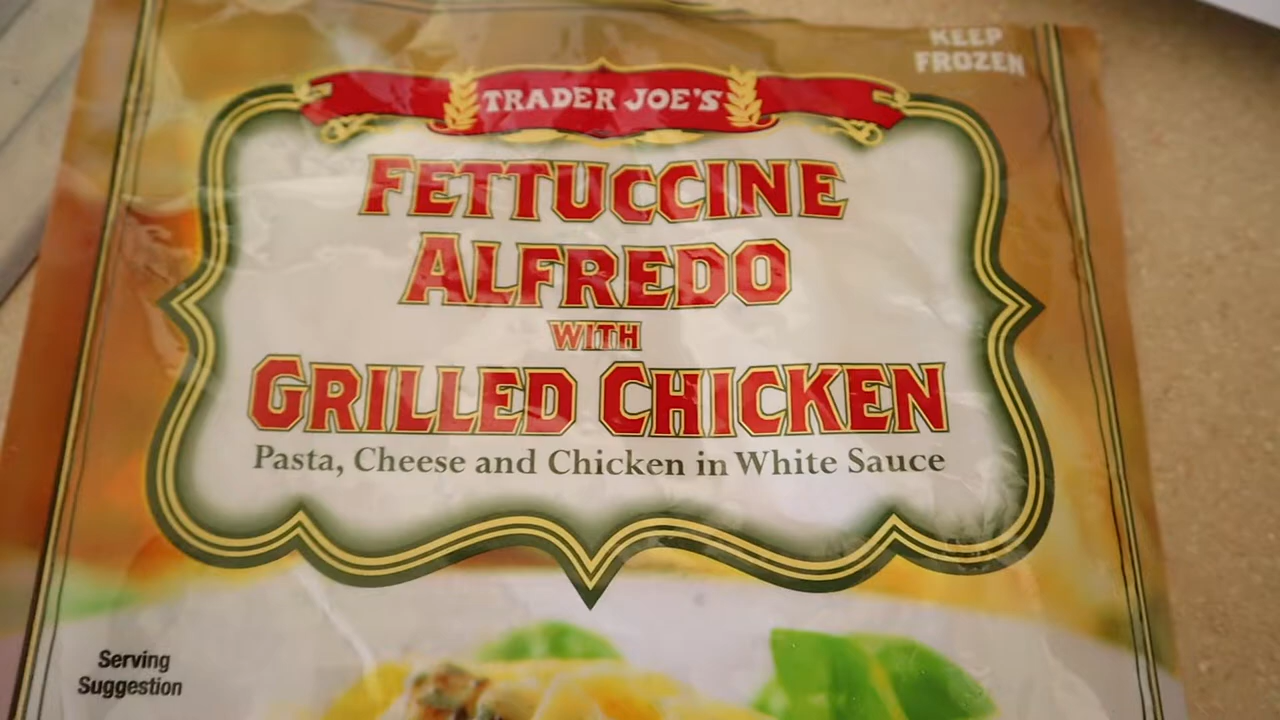 KEEP
FROZEN
TRADER JOE'S
FETTUCCINE
ALFREDO
WITH
GRILLED CHICKEN
Pasta, Cheese and Chicken in White Sauce
Serving
Suggestion